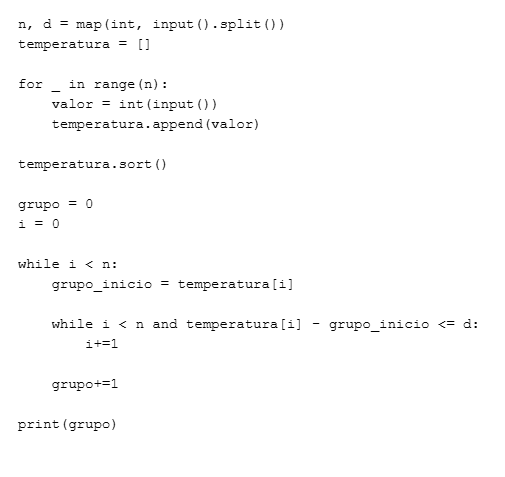 n, d = map(int, input().split())
temperatura = []

for _ in range(n):
    valor = int(input())
    temperatura.append(valor)

temperatura.sort()

grupo = 0
i = 0

while i < n:
    grupo_inicio = temperatura[i]

    while i < n and temperatura[i] - grupo_inicio <= d:
        i+=1

    grupo+=1

print(grupo)